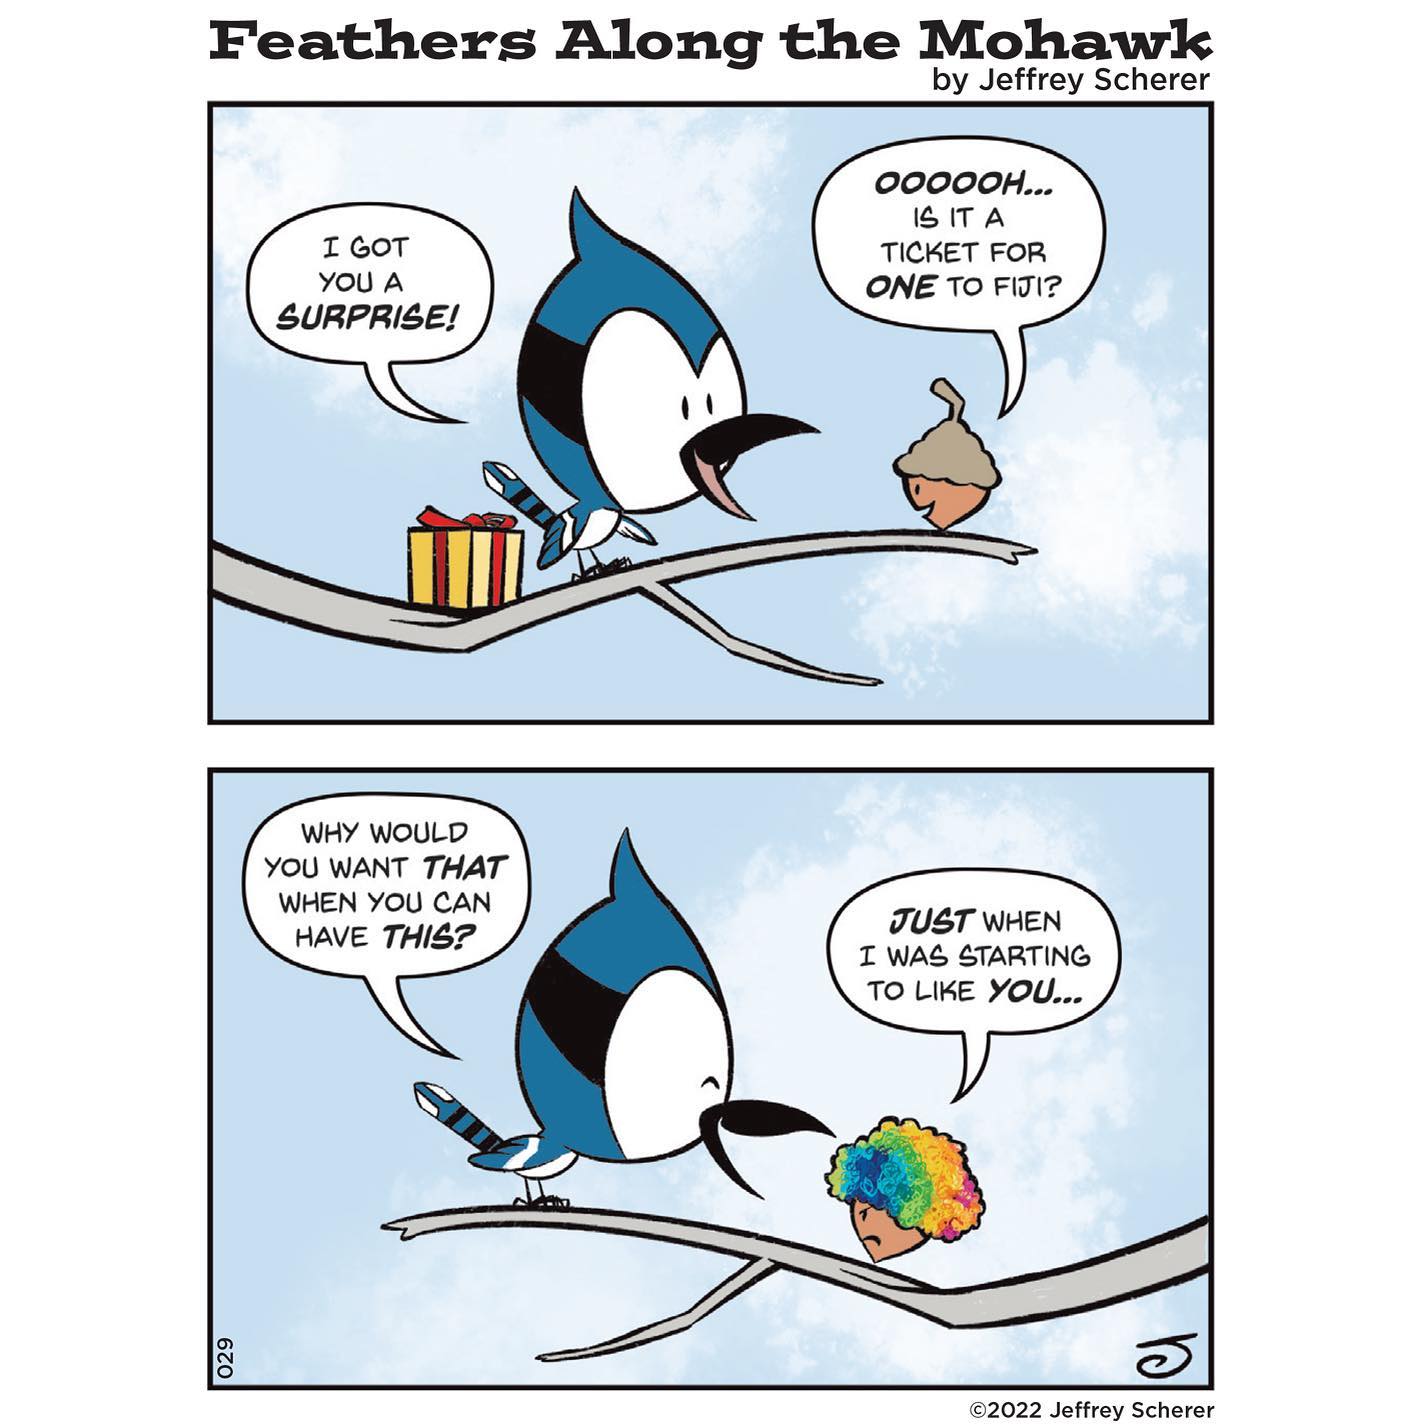 Feathers Along the Mohawk
by Jeffrey Scherer
I GOT
YOU A
SURPRISE!
OOOOOH...
IS IT A
TICKET FOR
ONE TO FIJI?
WHY WOULD
YOU WANT THAT
WHEN YOU CAN
HAVE THIS?
JUST WHEN
I WAS STARTING
TO LIKE YOU...
029
©2022 Jeffrey Scherer